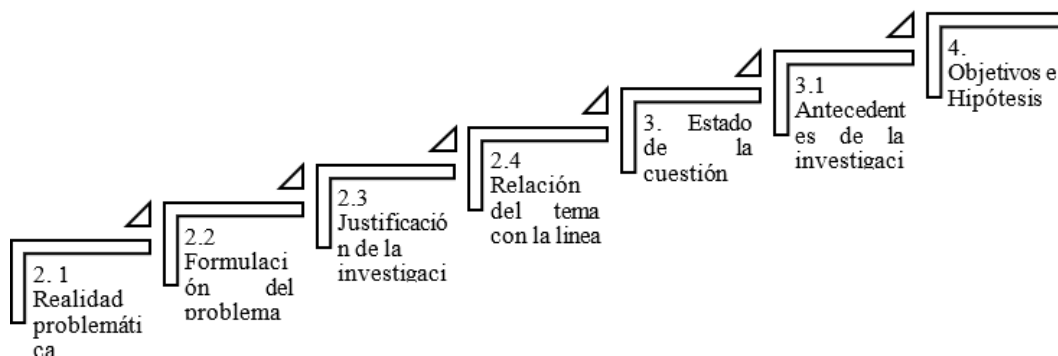 2. 1
Realidad
problemáti
ca
2.2
Formulaci
ón del
problema
2.3
Justificació
n de la
investigaci
2.4
Relación
del tema
con la linea
3. Estado
de la
cuestión
3.1
Antecedent
es de la
investigaci
4.
Objetivos e
Hipótesis